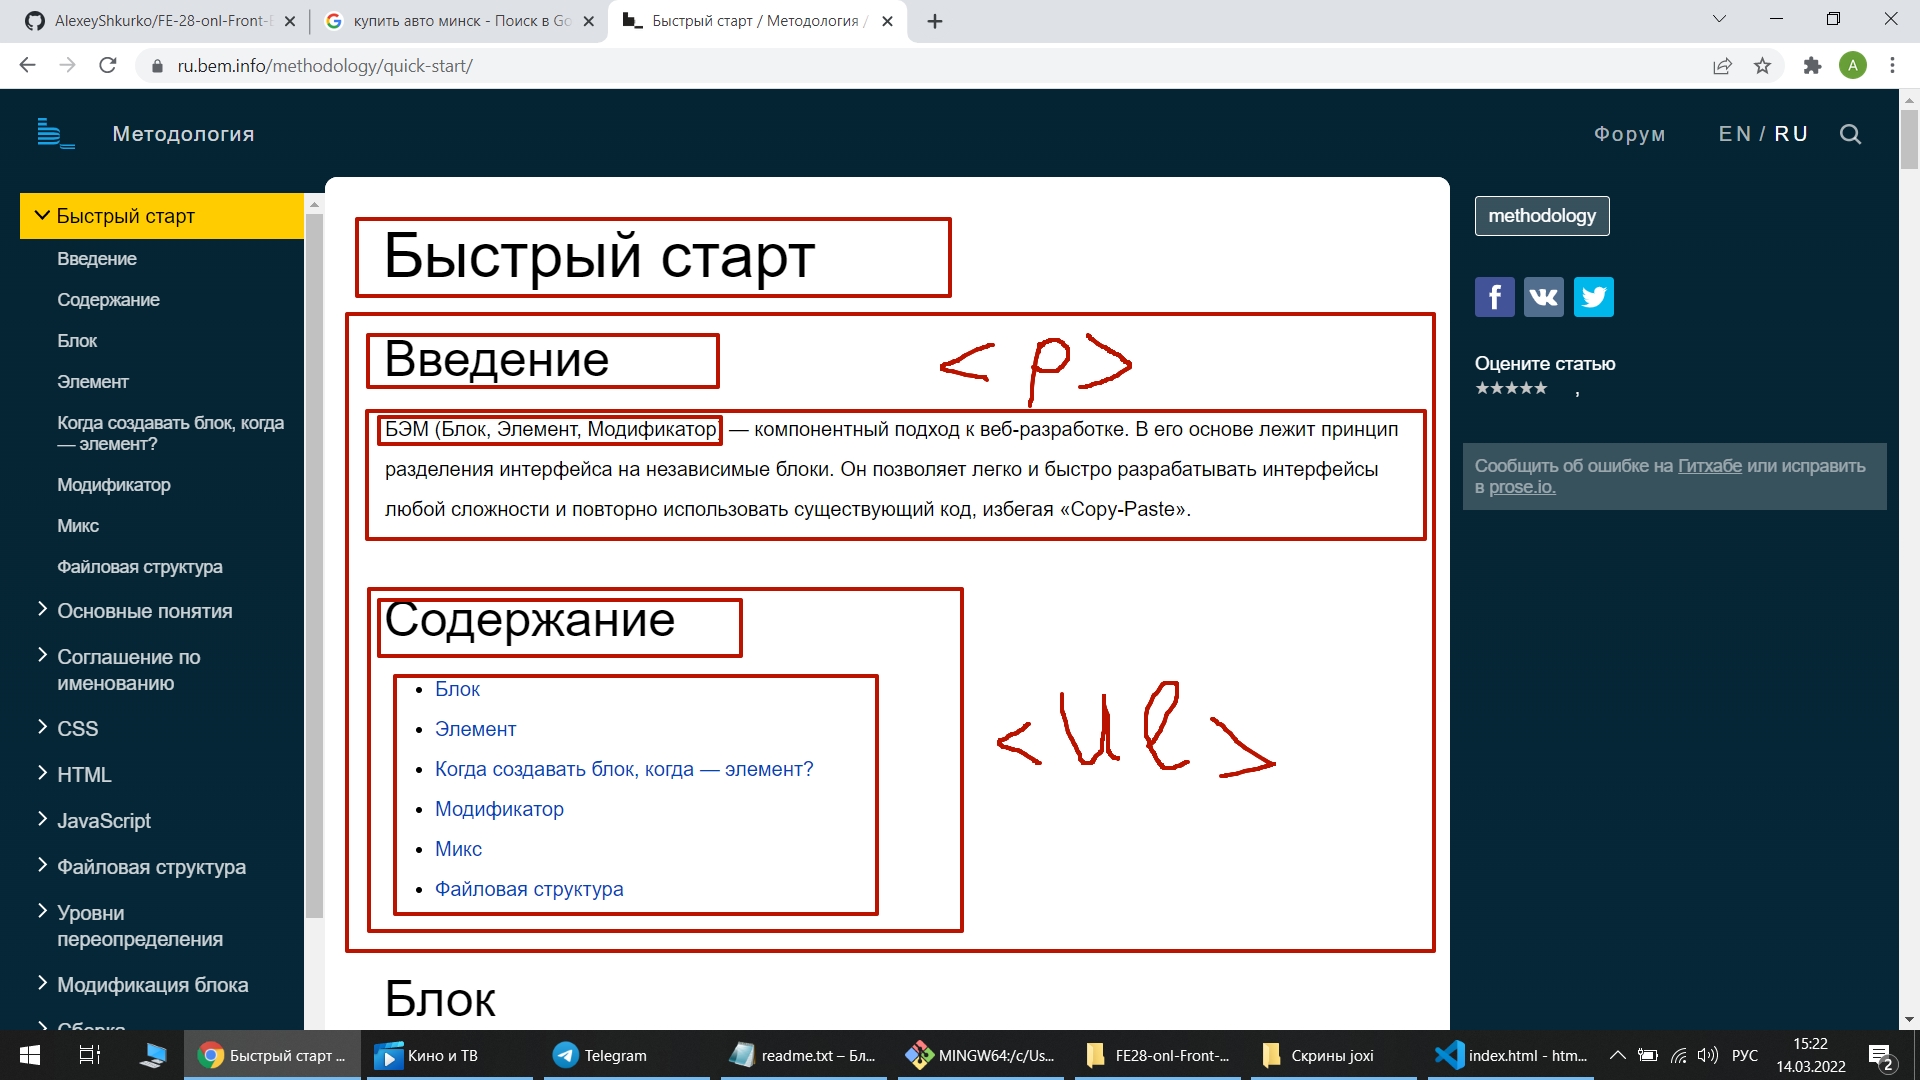 AlexeyShkurko/FE-28-onl-Front-E
купить авто минск - Поиск в Go
Быстрый старт / Методология /
ru.bem.info/methodology/quick-start/
A
Методология
Форум
EN / RU
Быстрый старт
Введение
Содержание
Блок
Элемент
Когда создавать блок, когда
— элемент?
Модификатор
Микс
Файловая структура
Основные понятия
Соглашение по
именованию
CSS
HTML
JavaScript
Файловая структура
Уровни
переопределения
Модификация блока
Сборка
Быстрый старт
Введение
<p>
БЭМ (Блок, Элемент, Модификатор) — компонентный подход к веб-разработке. В его основе лежит принцип
разделения интерфейса на независимые блоки. Он позволяет легко и быстро разрабатывать интерфейсы
любой сложности и повторно использовать существующий код, избегая «Copy-Paste».
Содержание
• Блок
• Элемент
• Когда создавать блок, когда — элемент?
• Модификатор
• Микс
• Файловая структура
<ul>
Блок
methodology
Оцените статью
★★★★★ ,
Сообщить об ошибке на Гитхабе или исправить
в prose.io.
Быстрый старт ...
Кино и ТВ
Telegram
readme.txt – Бл...
MINGW64:/c/Us...
FE28-onl-Front-...
Скрины joxi
index.html - htm...
РУС
15:22
14.03.2022
2